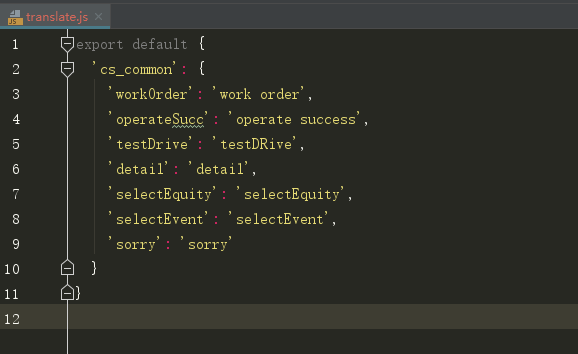 translate.js
JS
1 export default {
2 'cs_common': {
3 'workOrder': 'work order',
4 'operateSucc': 'operate success',
5 'testDrive': 'testDRive',
6 'detail': 'detail',
7 'selectEquity': 'selectEquity',
8 'selectEvent': 'selectEvent',
9 'sorry': 'sorry'
10 }
11 }
12